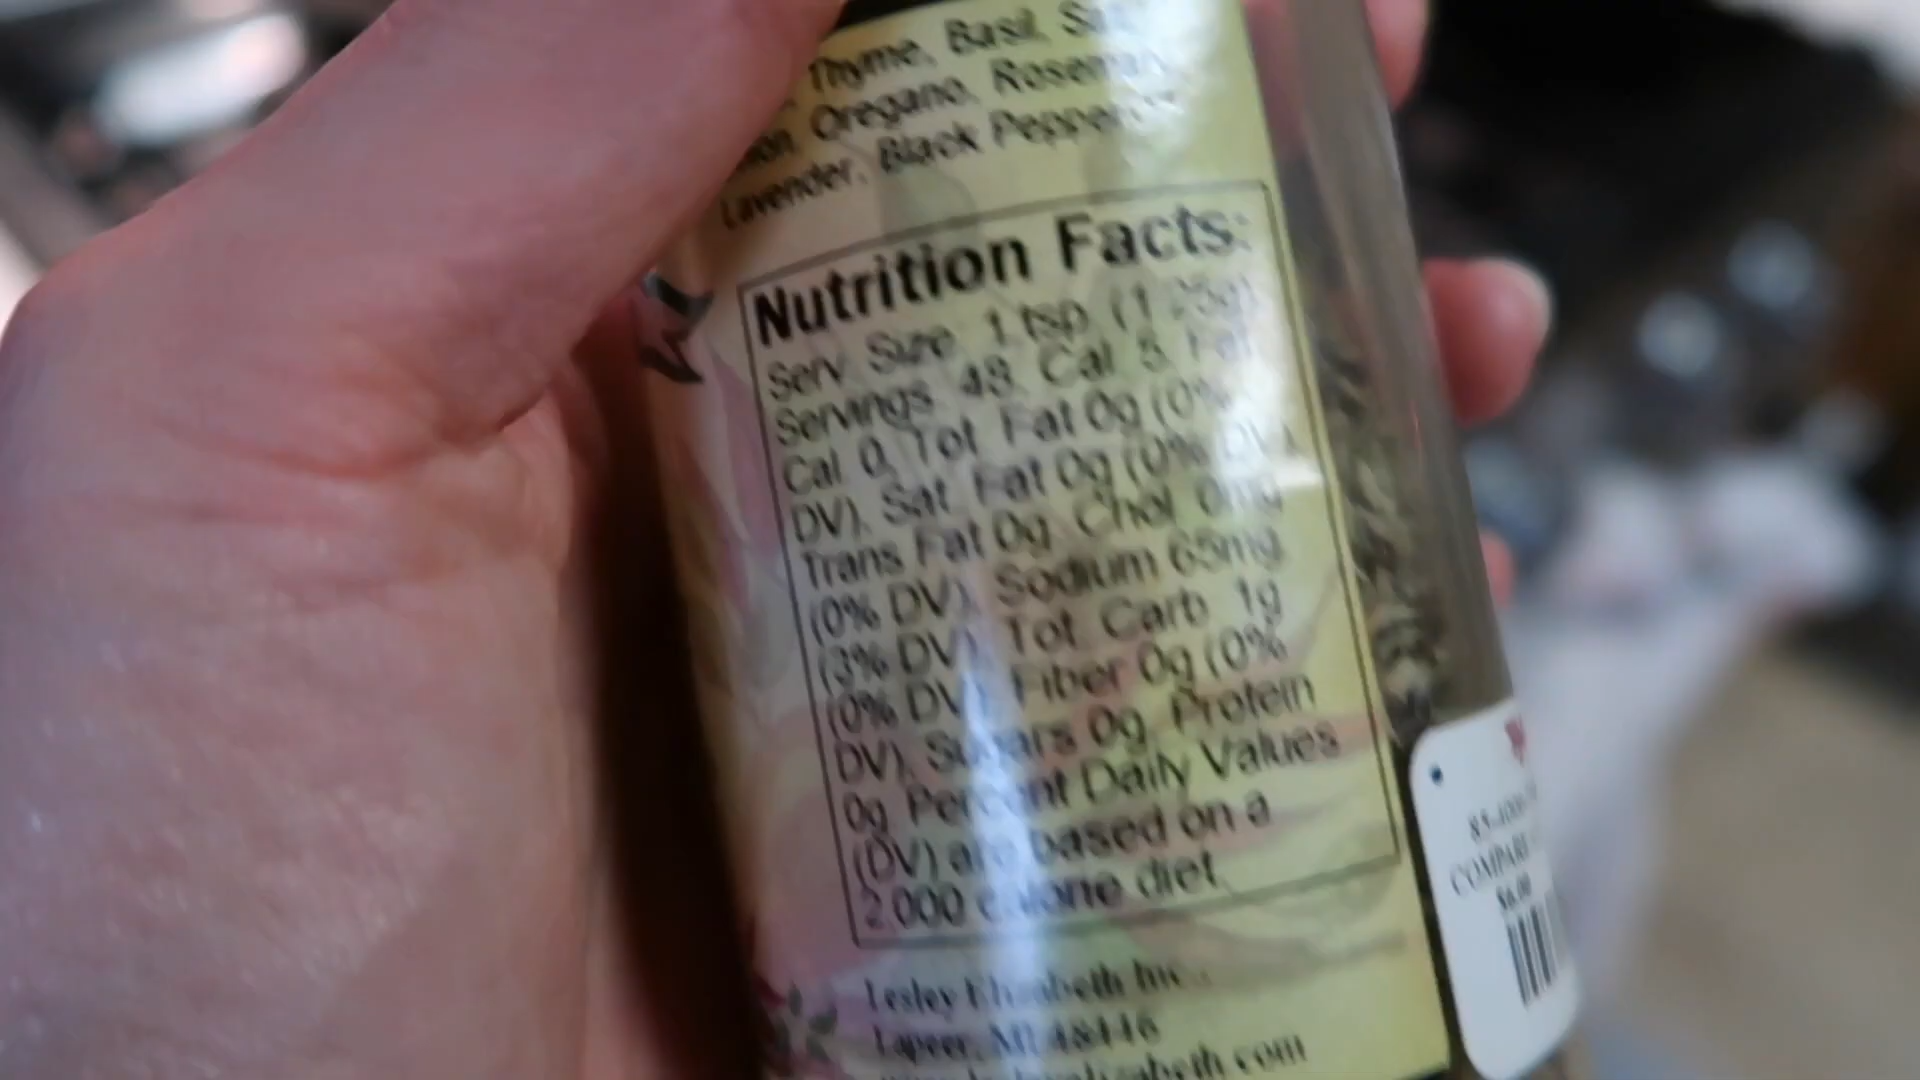 Thyme, Basil,
Oregano,
Lavender, Black Pepper
Nutrition Facts:
Serv. Size 1 tsp. (1.25g)
Servings 48, Cal. 5, Fat
Cal. 0, Tot. Fat 0g (0%
DV), Sat. Fat 0g (0% DV),
Trans Fat 0g, Chol. 0mg
(0% DV), Sodium 65mg
(3% DV), Tot. Carb. 1g
(0% DV), Fiber 0g (0%
DV), Sugars 0g, Protein
0g. Percent Daily Values
(DV) are based on a
2,000 calorie diet.
Lesley Elizabeth Inc.
Lapeer, MI 48446
COMPARE